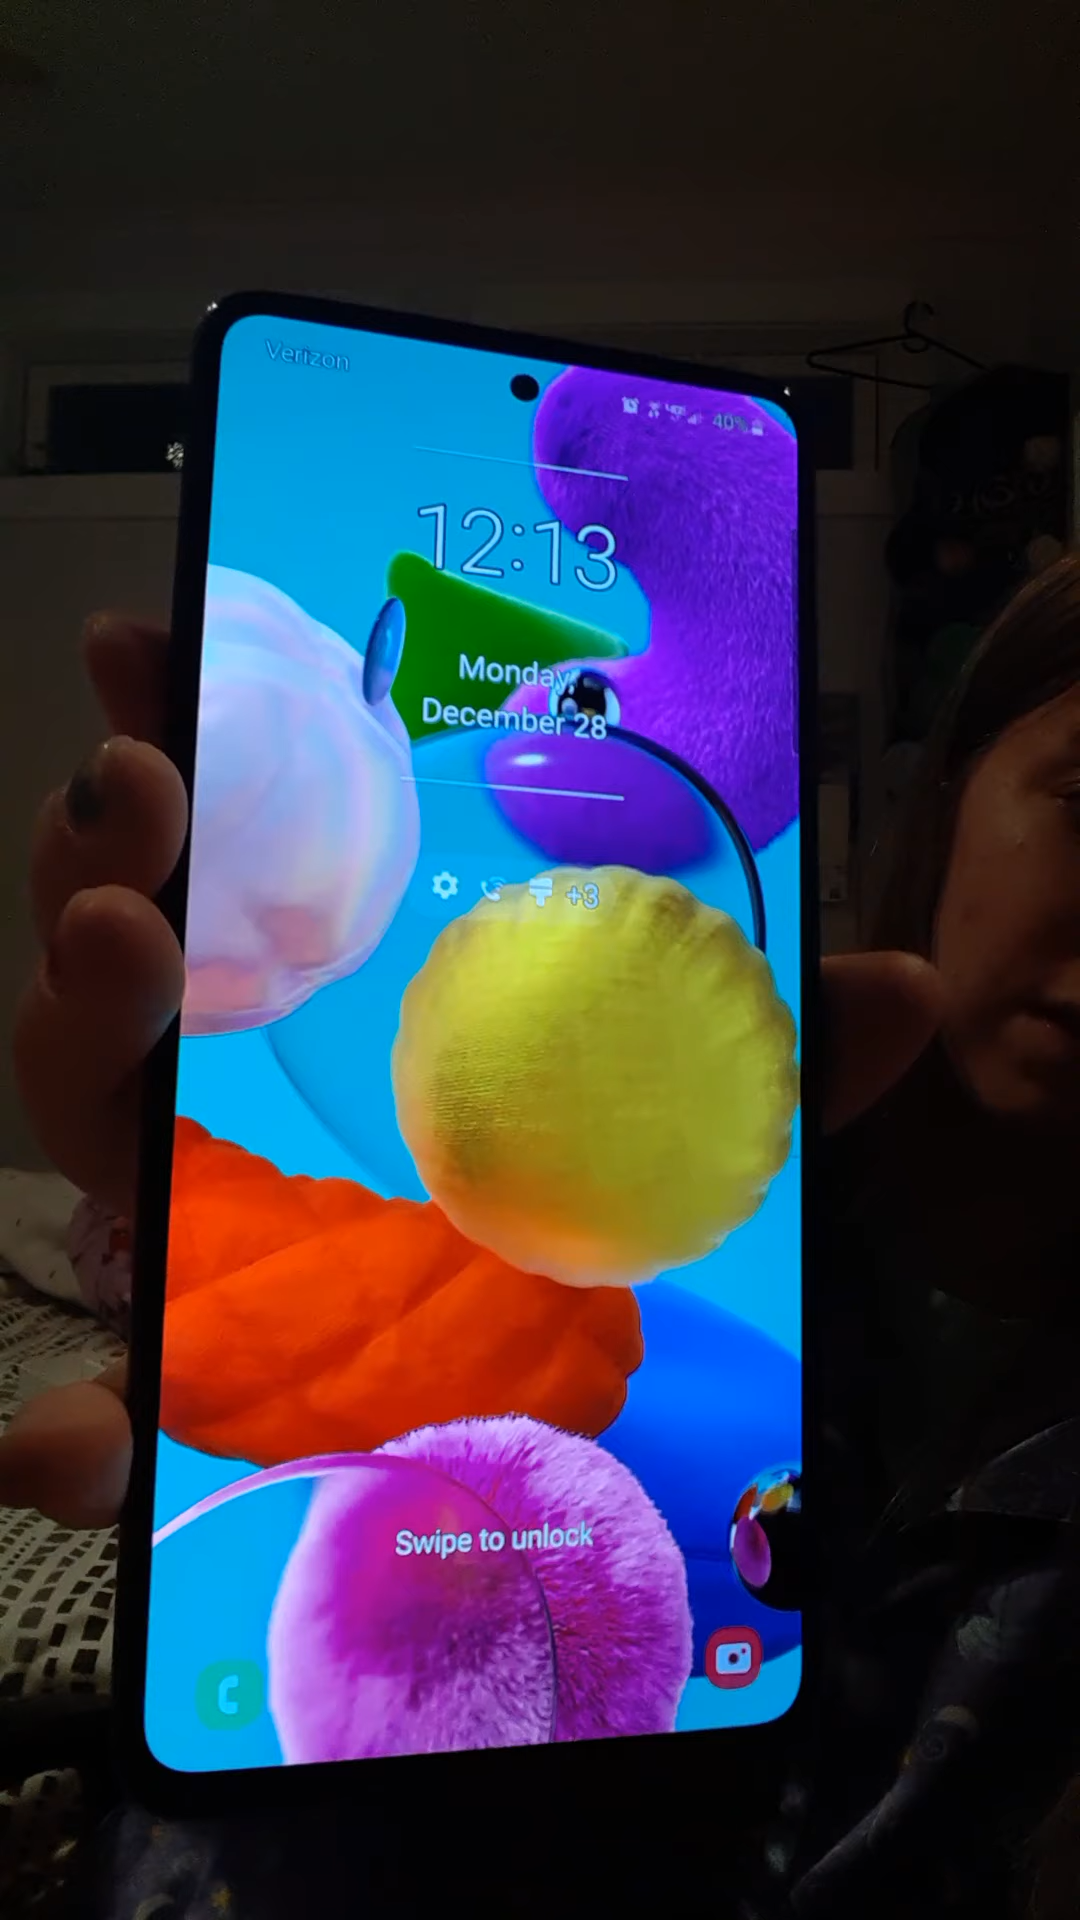 Verizon
40%
12:13
Monday,
December 28
+3
Swipe to unlock